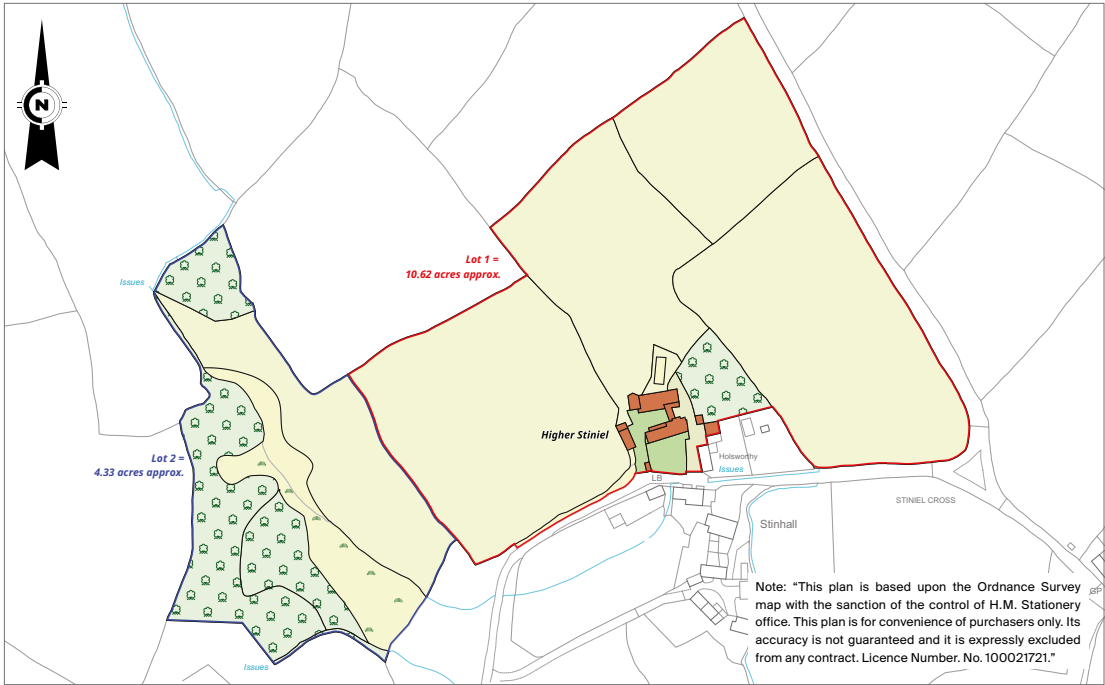 N
Issues
Lot 1 =
10.62 acres approx.
Higher Stiniel
Lot 2 =
4.33 acres approx.
Holsworthy
Issues
LB
STINIEL CROSS
Stinhall
GP
Issues
Note: “This plan is based upon the Ordnance Survey
map with the sanction of the control of H.M. Stationery
office. This plan is for convenience of purchasers only. Its
accuracy is not guaranteed and it is expressly excluded
from any contract. Licence Number. No. 100021721.”